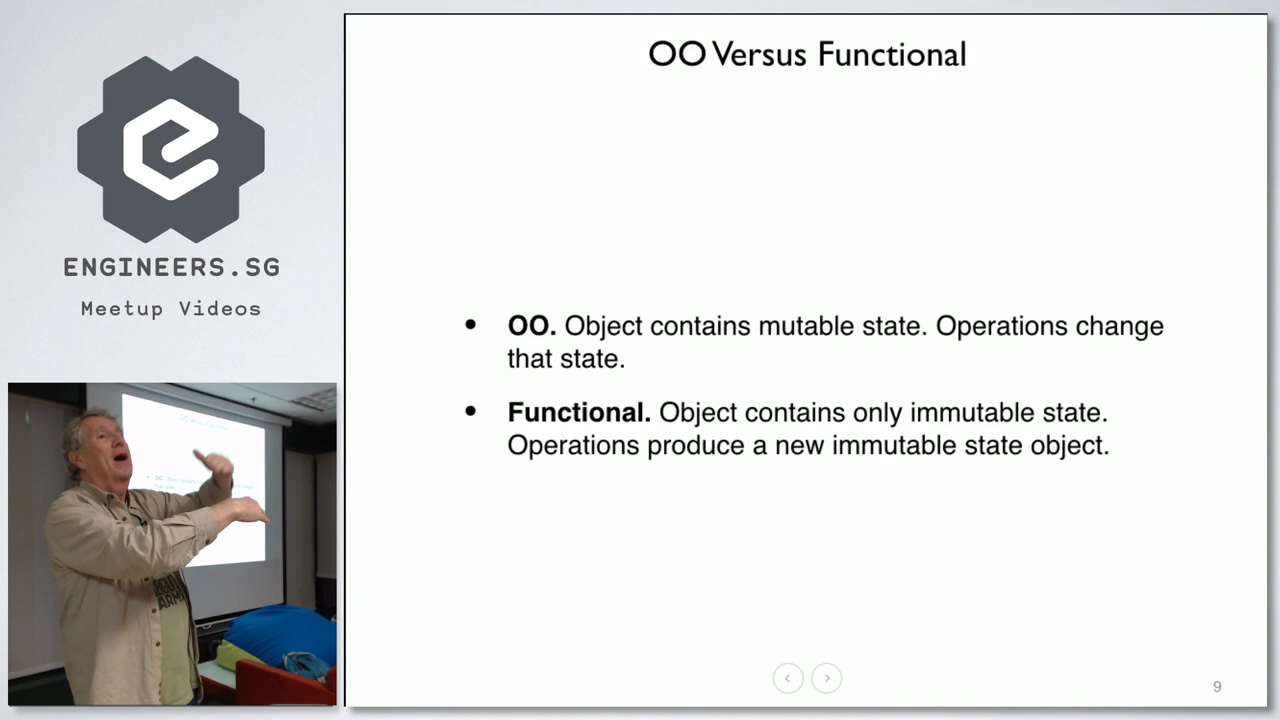 ENGINEERS.SG
Meetup Videos
OO Versus Functional
• OO. Object contains mutable state. Operations change
that state.
• Functional. Object contains only immutable state.
Operations produce a new immutable state object.
9